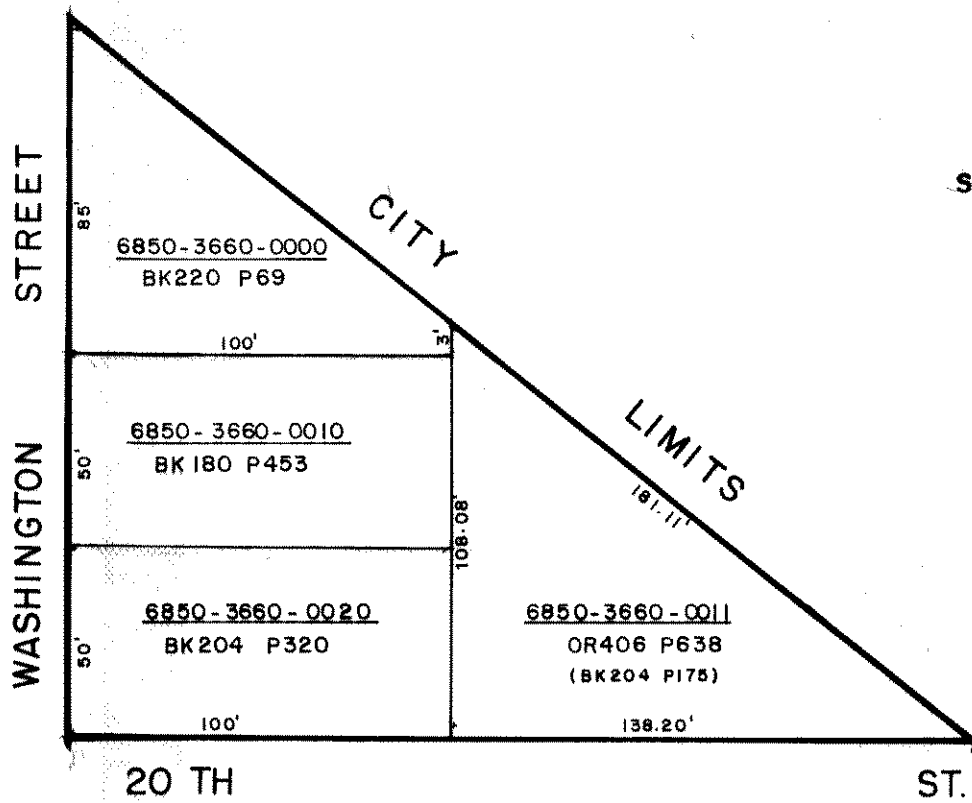 STREET
WASHINGTON
85'
CITY
S
6850-3660-0000
BK220 P69
100'
3'
LIMITS
181.11'
6850-3660-0010
BK180 P453
50'
108.08'
6850-3660-0020
BK204 P320
50'
100'
6850-3660-0011
OR406 P638
(BK204 P175)
138.20'
20 TH ST.